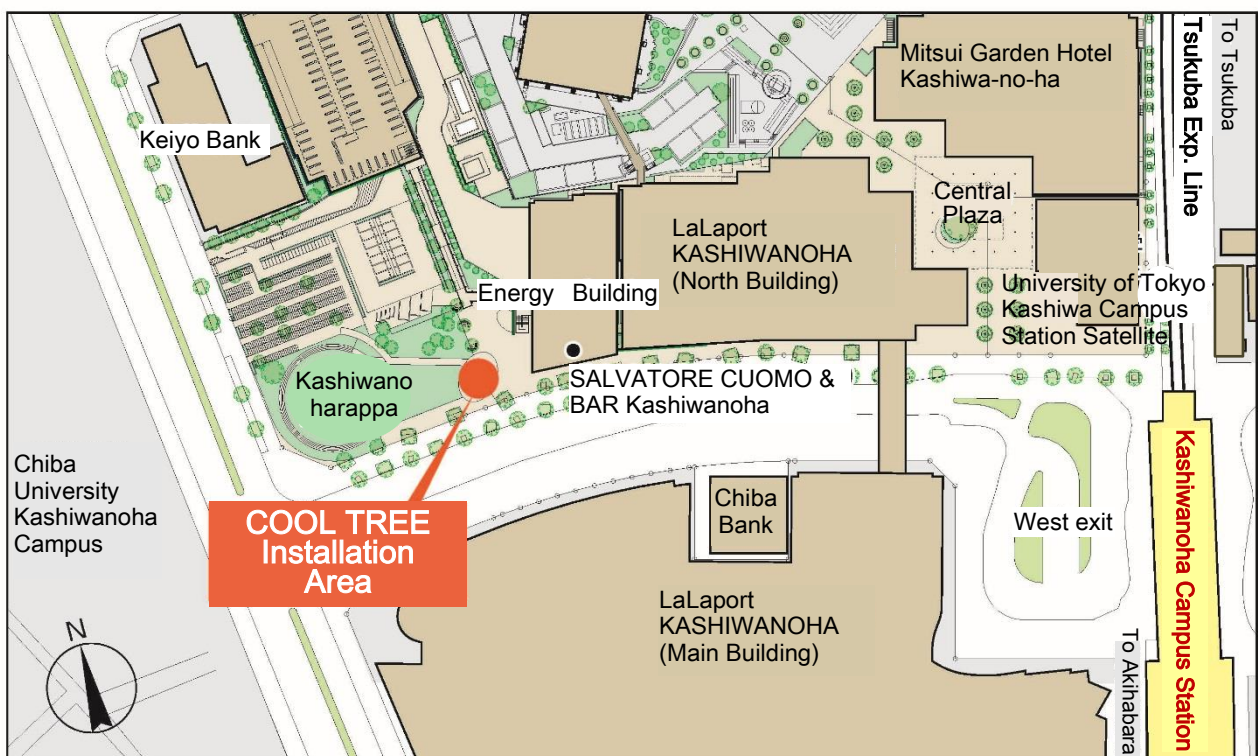 Mitsui Garden Hotel
Kashiwa-no-ha
Tsukuba Exp. Line
To Tsukuba
Keiyo Bank
Central
Plaza
LaLaport
KASHIWANOHA
(North Building)
Energy Building
University of Tokyo
Kashiwa Campus
Station Satellite
Kashiwano
harappa
SALVATORE CUOMO &
BAR Kashiwanoha
Chiba
University
Kashiwanoha
Campus
COOL TREE
Installation
Area
Chiba
Bank
West exit
Kashiwanoha Campus Station
LaLaport
KASHIWANOHA
(Main Building)
To Akihabara
N